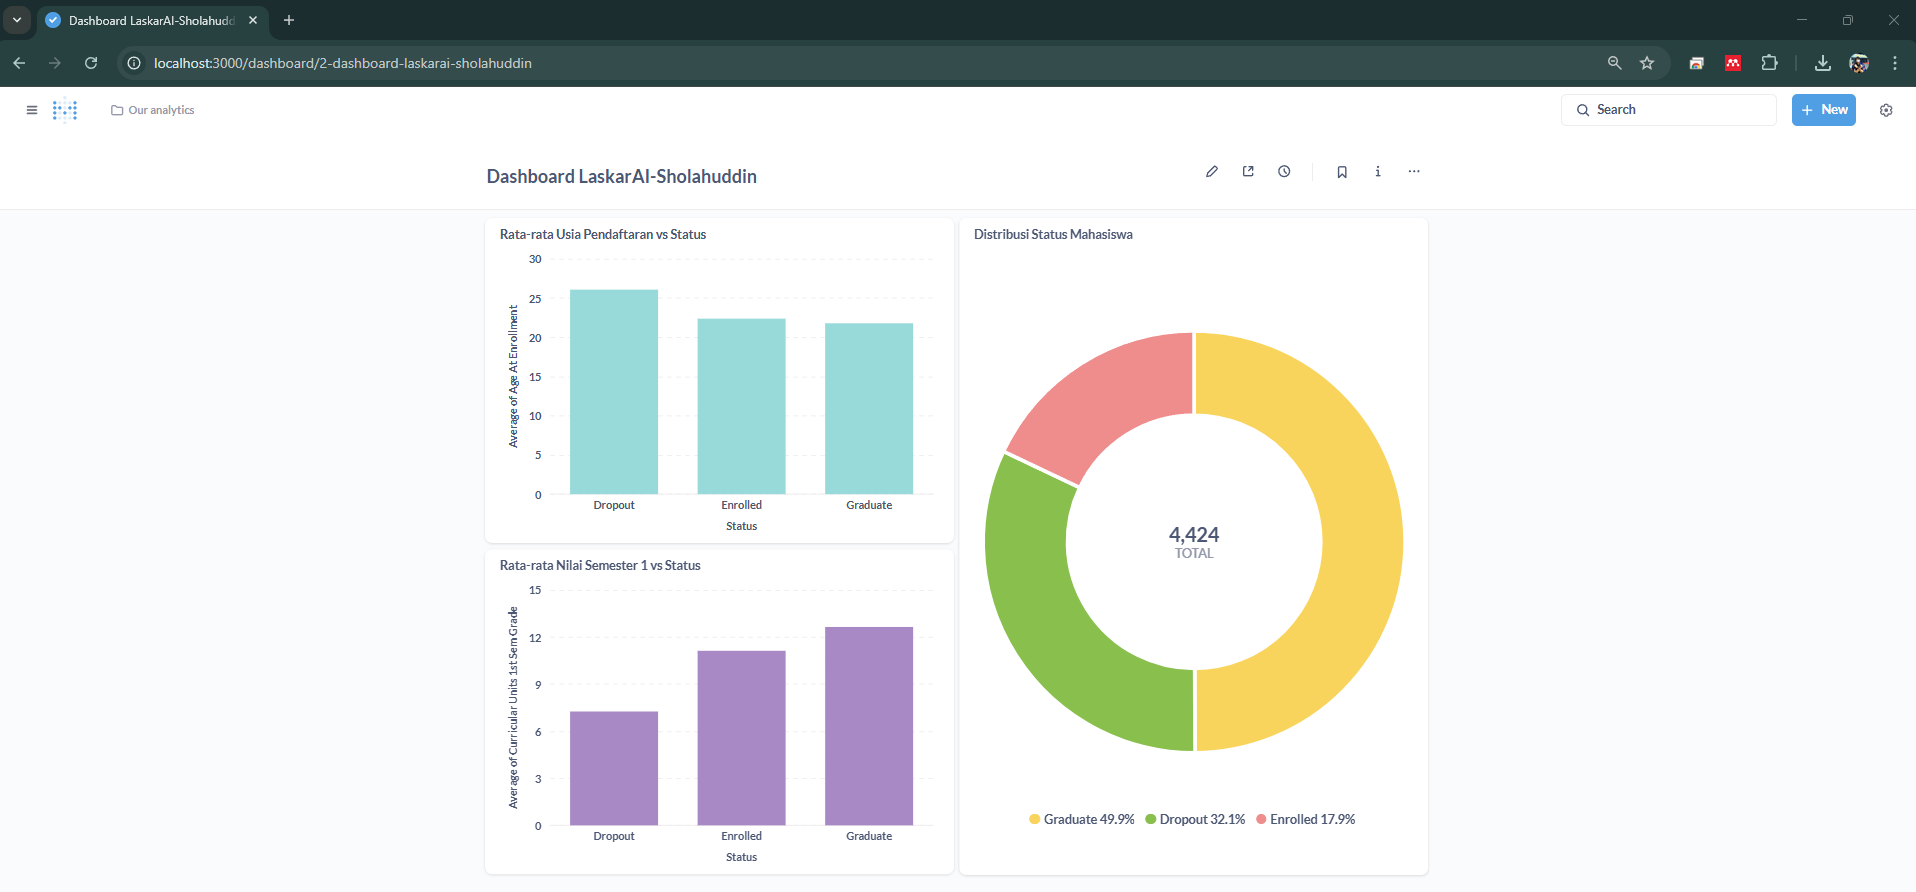 Dashboard LaskarAI-Sholahudd
localhost:3000/dashboard/2-dashboard-laskarai-sholahuddin
Our analytics
Search
New
Dashboard LaskarAI-Sholahuddin
Rata-rata Usia Pendaftaran vs Status
30
25
20
15
10
5
0
Average of Age At Enrollment
Dropout
Enrolled
Graduate
Status
Rata-rata Nilai Semester 1 vs Status
15
12
9
6
3
0
Average of Curricular Units 1st Sem Grade
Dropout
Enrolled
Graduate
Status
Distribusi Status Mahasiswa
4,424
TOTAL
Graduate 49.9% Dropout 32.1% Enrolled 17.9%